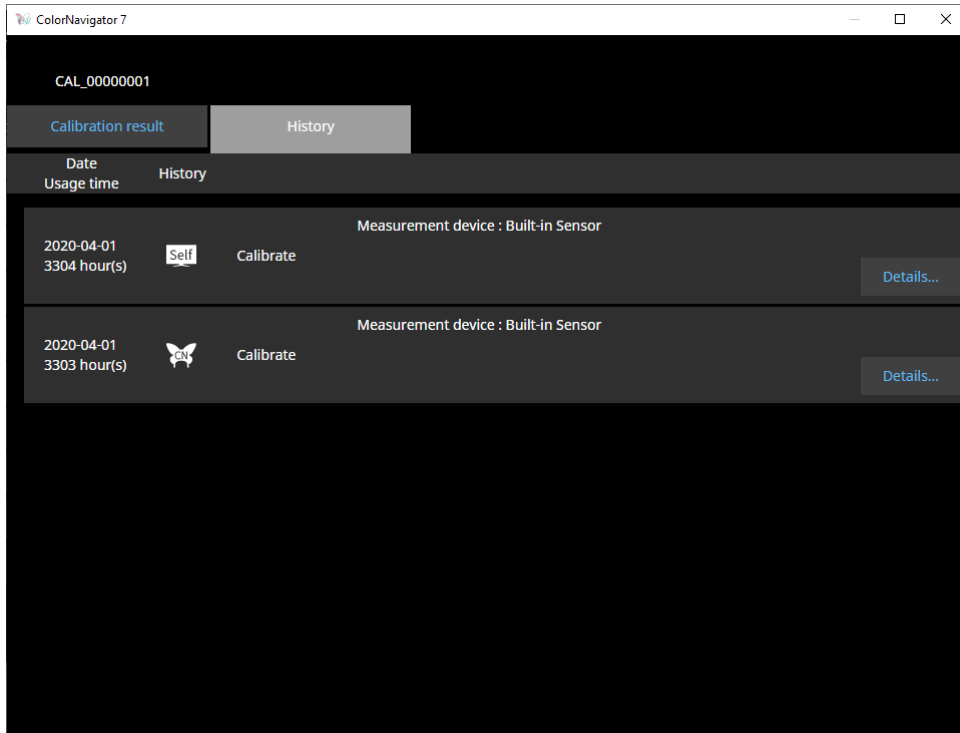 ColorNavigator 7
CAL_00000001
Calibration result
History
Date
Usage time
History
Measurement device : Built-in Sensor
2020-04-01
3304 hour(s)
Self
Calibrate
Details...
Measurement device : Built-in Sensor
2020-04-01
3303 hour(s)
CN
Calibrate
Details...